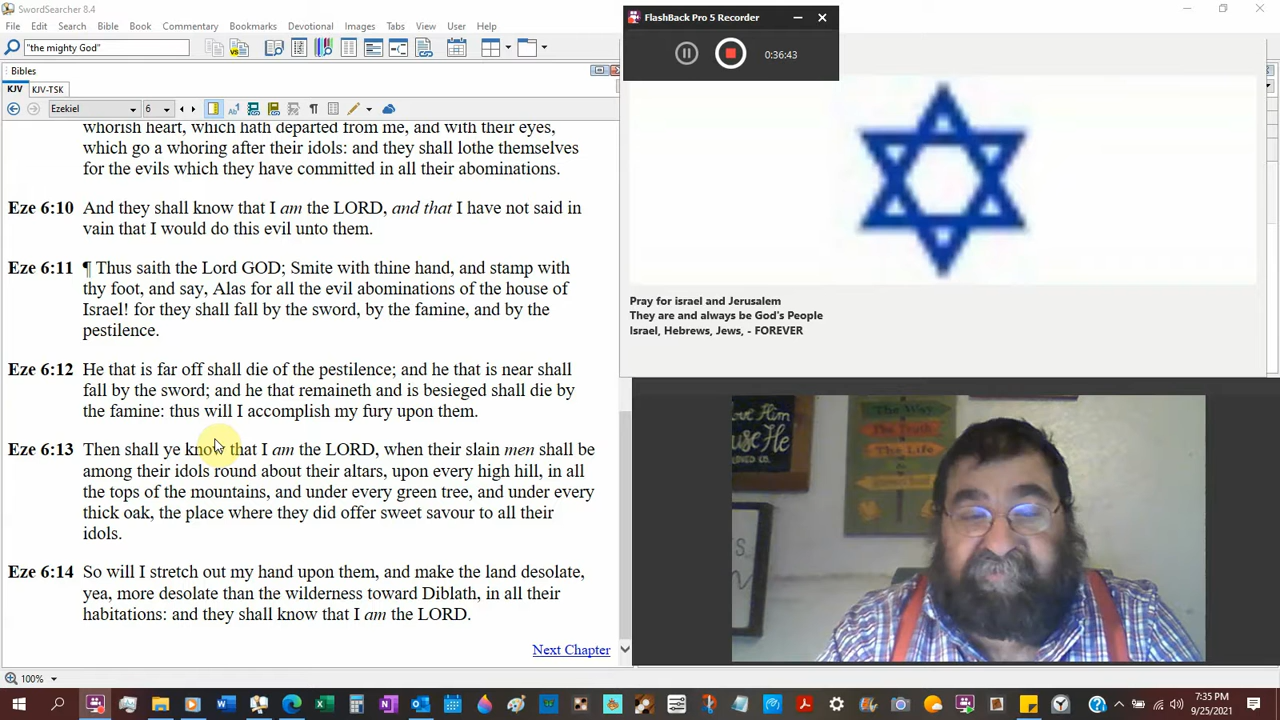 SwordSearcher 8.4
File Edit Search Bible Book Commentary Bookmarks Devotional Images Tabs View User Help
"the mighty God"
VS
Bibles
KJV KJV-TSK
Ezekiel 6
whorish heart, which hath departed from me, and with their eyes,
which go a whoring after their idols: and they shall lothe themselves
for the evils which they have committed in all their abominations.
Eze 6:10 And they shall know that I am the LORD, and that I have not said in
vain that I would do this evil unto them.
Eze 6:11 ¶ Thus saith the Lord GOD; Smite with thine hand, and stamp with
thy foot, and say, Alas for all the evil abominations of the house of
Israel! for they shall fall by the sword, by the famine, and by the
pestilence.
Eze 6:12 He that is far off shall die of the pestilence; and he that is near shall
fall by the sword; and he that remaineth and is besieged shall die by
the famine: thus will I accomplish my fury upon them.
Eze 6:13 Then shall ye know that I am the LORD, when their slain men shall be
among their idols round about their altars, upon every high hill, in all
the tops of the mountains, and under every green tree, and under every
thick oak, the place where they did offer sweet savour to all their
idols.
Eze 6:14 So will I stretch out my hand upon them, and make the land desolate,
yea, more desolate than the wilderness toward Diblath, in all their
habitations: and they shall know that I am the LORD.
Next Chapter
100%
FlashBack Pro 5 Recorder
0:36:43
Pray for israel and Jerusalem
They are and always be God's People
Israel, Hebrews, Jews, - FOREVER
Love Him
He
The Way
The Truth
The Life
7:35 PM
9/25/2021